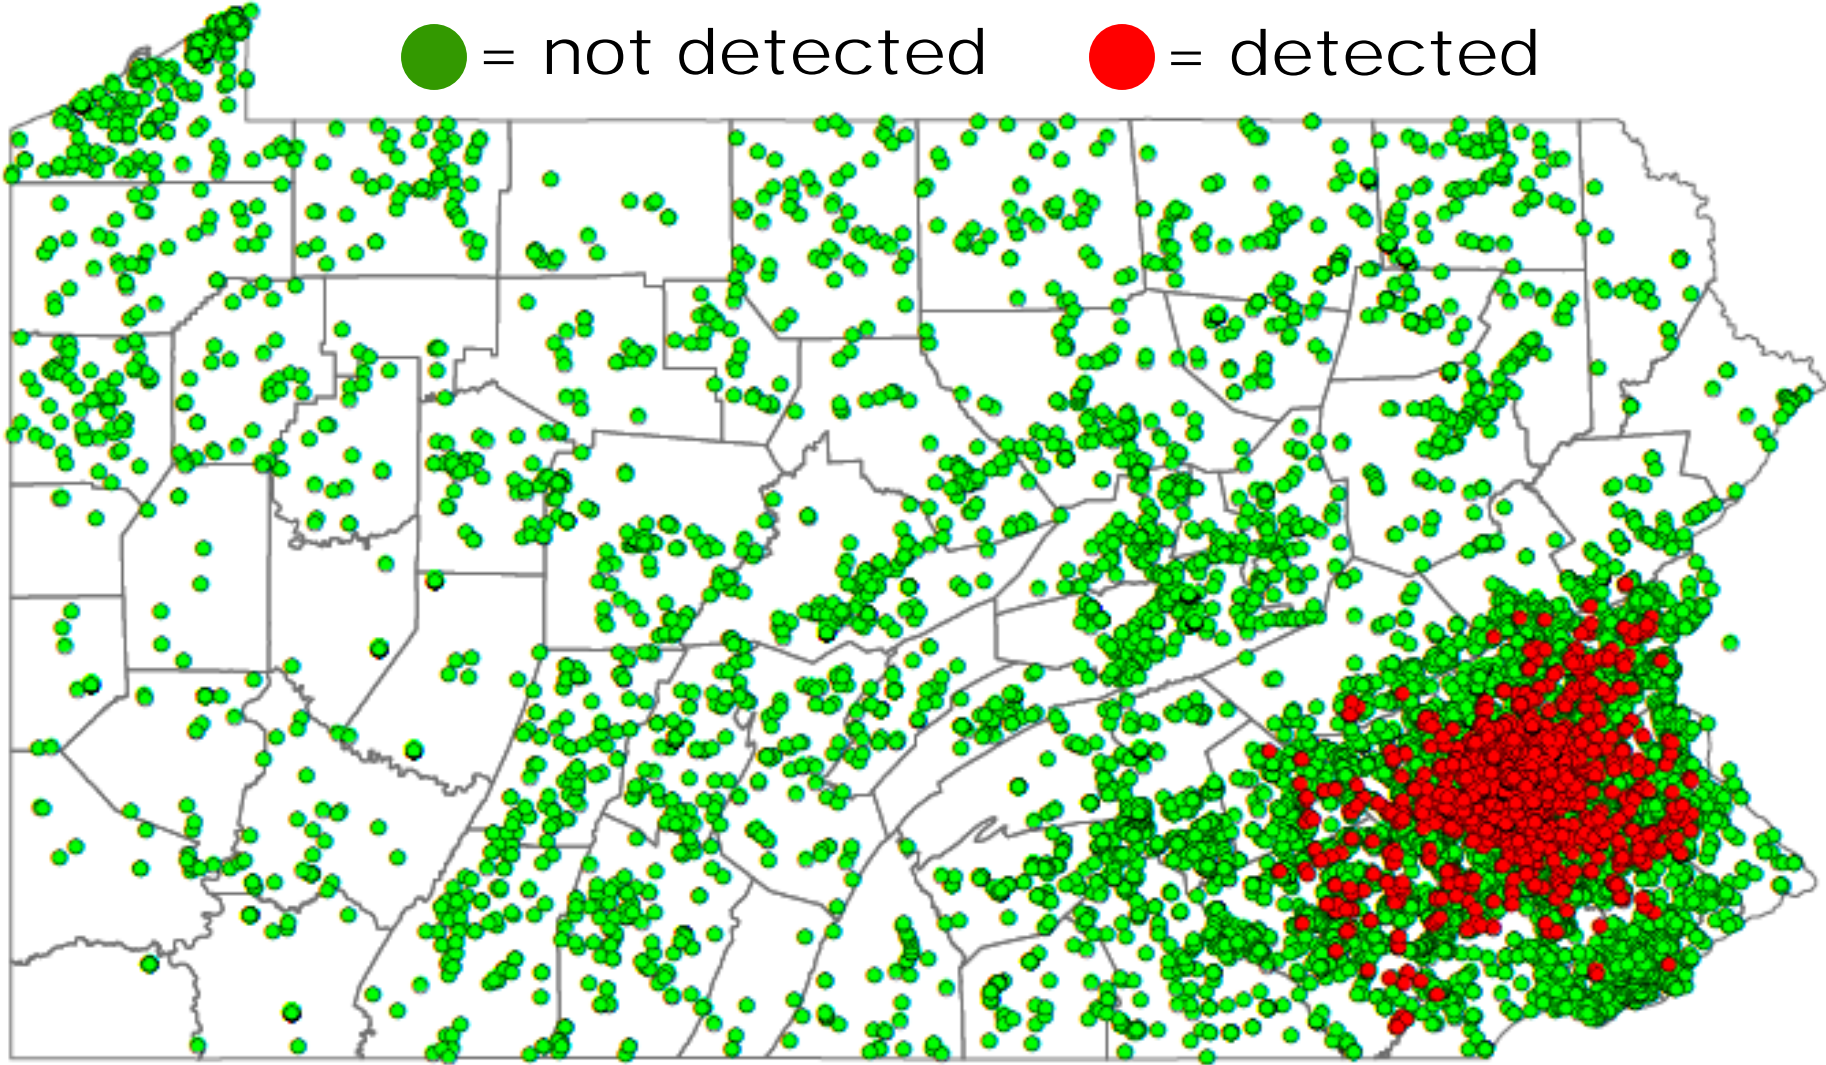 = not detected = detected